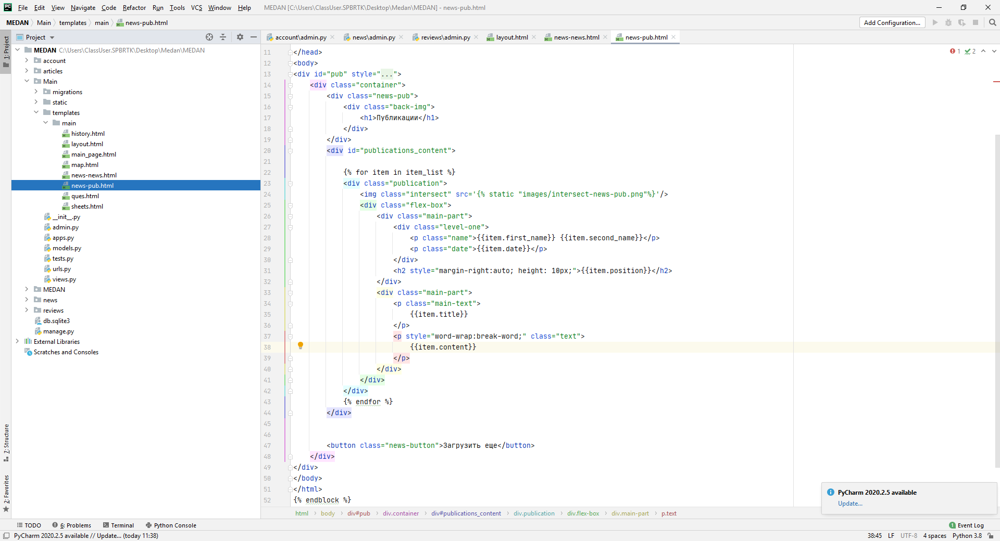 PC File Edit View Navigate Code Refactor Run Tools VCS Window Help MEDAN [C:\Users\ClassUser.SPBRTK\Desktop\Medan\MEDAN] - news-pub.html
MEDAN Main templates main news-pub.html Add Configuration...
1: Project
Project
account\admin.py news\admin.py reviews\admin.py layout.html news-news.html news-pub.html
MEDAN C:\Users\ClassUser.SPBRTK\Desktop\Medan\MEDAN
account
articles
Main
migrations
static
templates
main
history.html
layout.html
main_page.html
map.html
news-news.html
news-pub.html
ques.html
sheets.html
__init__.py
admin.py
apps.py
models.py
tests.py
urls.py
views.py
MEDAN
news
reviews
db.sqlite3
manage.py
External Libraries
Scratches and Consoles
7: Structure
2: Favorites
1 2
11 </head>
12 <body>
13 <div id="pub" style="...">
14 <div class="container">
15 <div class="news-pub">
16 <div class="back-img">
17 <h1>Публикации</h1>
18 </div>
19 </div>
20 <div id="publications_content">
21
22 {% for item in item_list %}
23 <div class="publication">
24 <img class="intersect" src='{% static "images/intersect-news-pub.png"%}'/>
25 <div class="flex-box">
26 <div class="main-part">
27 <div class="level-one">
28 <p class="name">{{item.first_name}} {{item.second_name}}</p>
29 <p class="date">{{item.date}}</p>
30 </div>
31 <h2 style="margin-right:auto; height: 10px;">{{item.position}}</h2>
32 </div>
33 <div class="main-part">
34 <p class="main-text">
35 {{item.title}}
36 </p>
37 <p style="word-wrap:break-word;" class="text">
38 {{item.content}}
39 </p>
40 </div>
41 </div>
42 </div>
43 {% endfor %}
44 </div>
45
46
47 <button class="news-button">Загрузить еще</button>
48 </div>
49 </div>
50 </body>
51 </html>
52 {% endblock %}
PyCharm 2020.2.5 available
Update...
html body div#pub div.container div#publications_content div.publication div.flex-box div.main-part p.text
TODO 6: Problems Terminal Python Console 1 Event Log
PyCharm 2020.2.5 available // Update... (today 11:38) 38:45 LF UTF-8 4 spaces Python 3.8